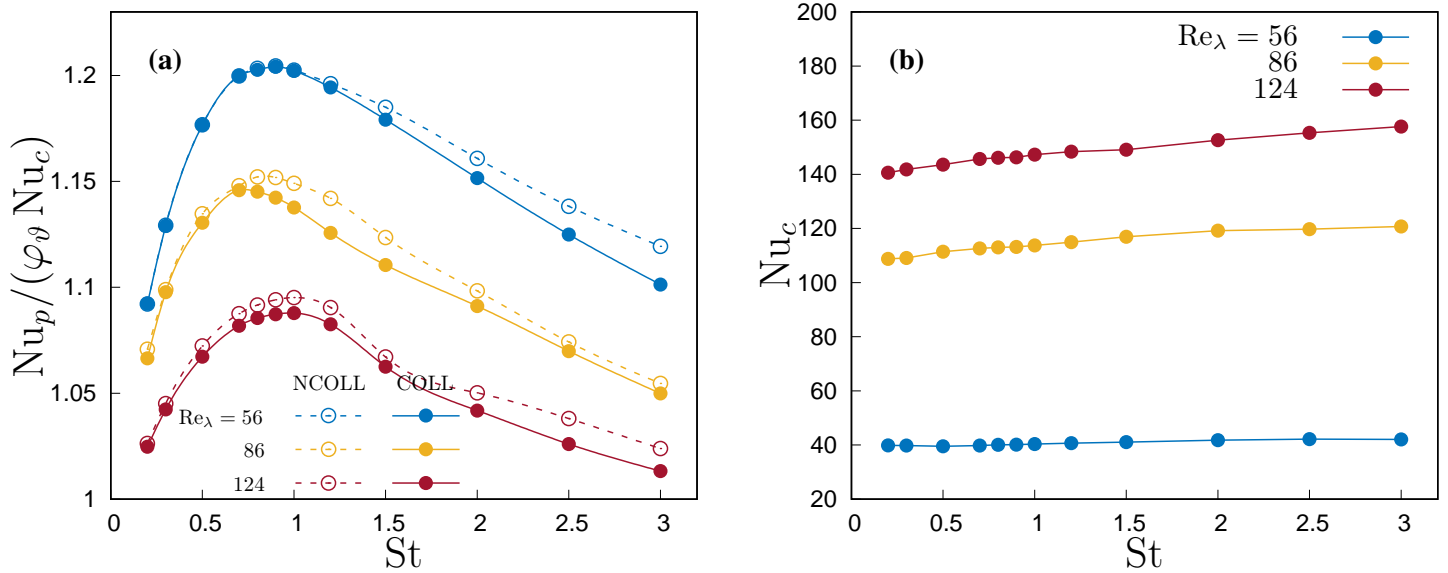 (a)
Nu_p/(φ_ϑ Nu_c)
1.2
1.15
1.1
1.05
1
NCOLL COLL
Re_λ = 56
86
124
0 0.5 1 1.5 2 2.5 3
St
(b)
Nu_c
200
180
160
140
120
100
80
60
40
20
Re_λ = 56
86
124
0 0.5 1 1.5 2 2.5 3
St